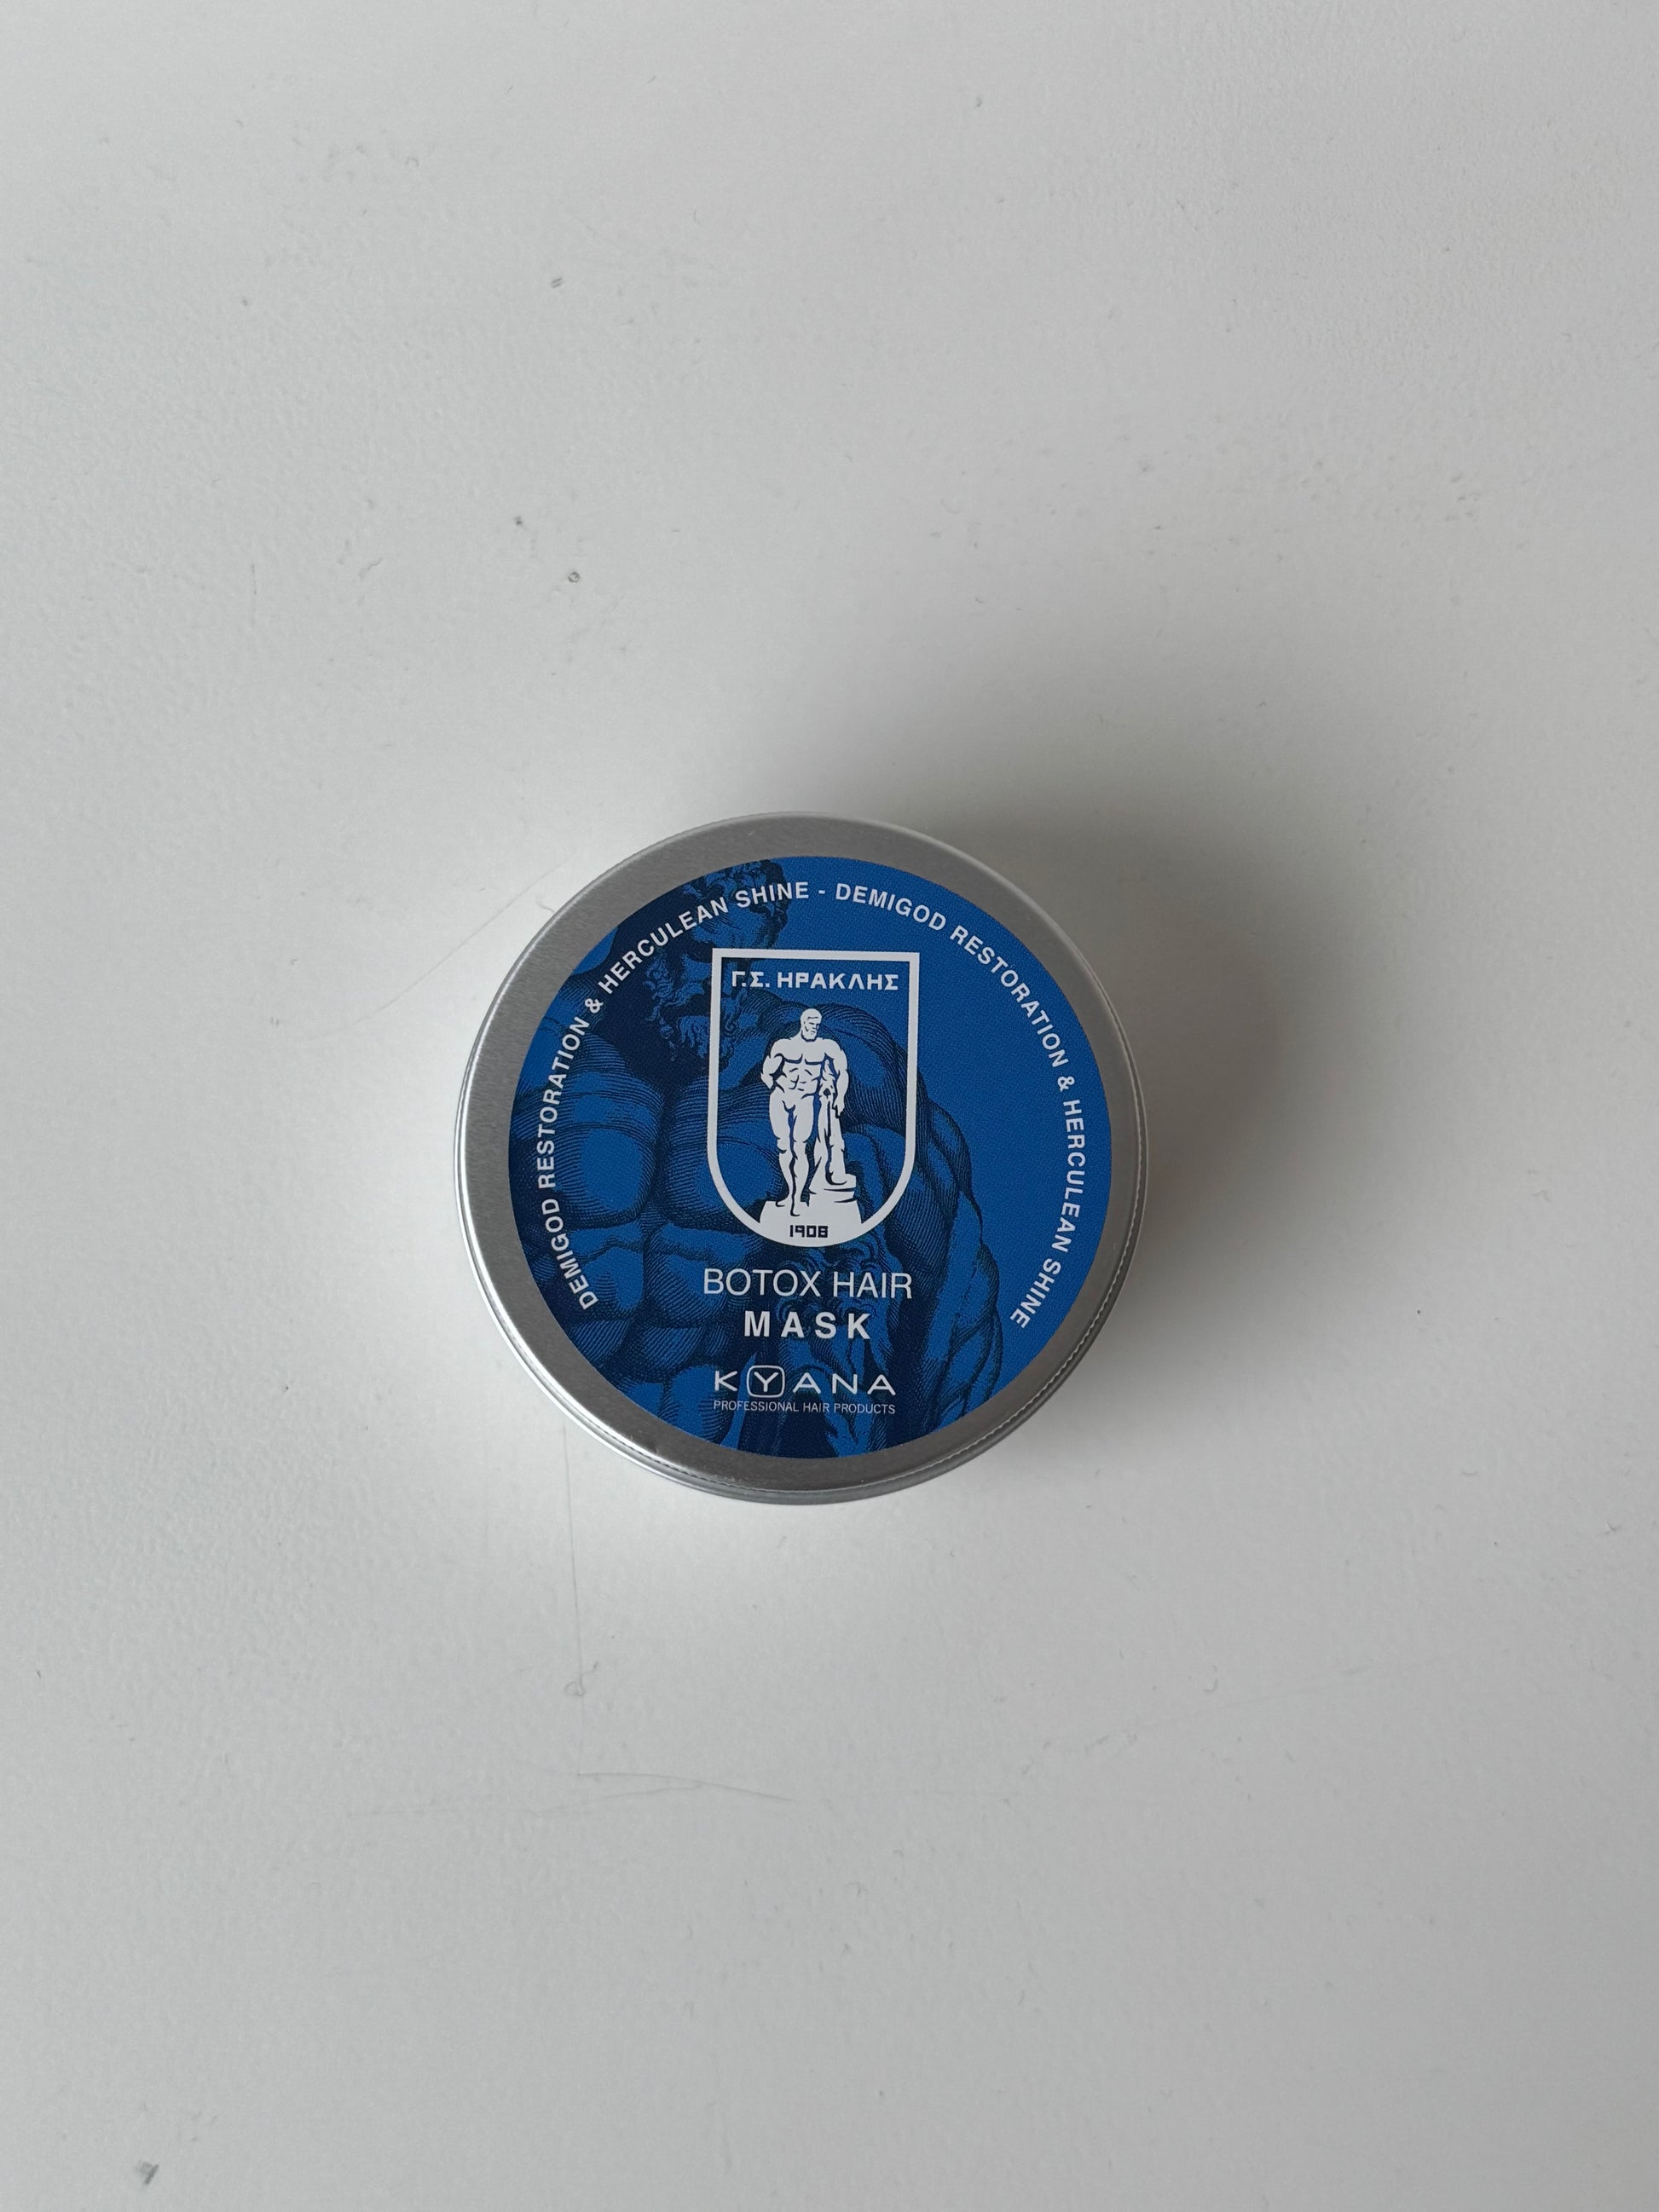 DEMIGOD RESTORATION & HERCULEAN SHINE - DEMIGOD RESTORATION & HERCULEAN SHINE
Γ.Σ. ΗΡΑΚΛΗΣ
1908
BOTOX HAIR
MASK
KYANA
PROFESSIONAL HAIR PRODUCTS